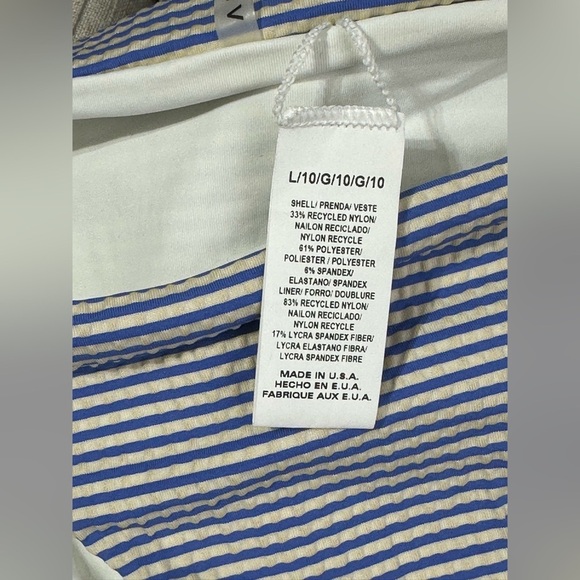 V
L/10/G/10/G/10
SHELL/ PRENDA/ VESTE
33% RECYCLED NYLON/
NAILON RECICLADO/
NYLON RECYCLE
61% POLYESTER/
POLIESTER / POLYESTER
6% SPANDEX/
ELASTANO/ SPANDEX
LINER/ FORRO/ DOUBLURE
83% RECYCLED NYLON/
NAILON RECICLADO/
NYLON RECYCLE
17% LYCRA SPANDEX FIBER/
LYCRA ELASTANO FIBRA/
LYCRA SPANDEX FIBRE
MADE IN U.S.A.
HECHO EN E.U.A.
FABRIQUE AUX E.U.A.